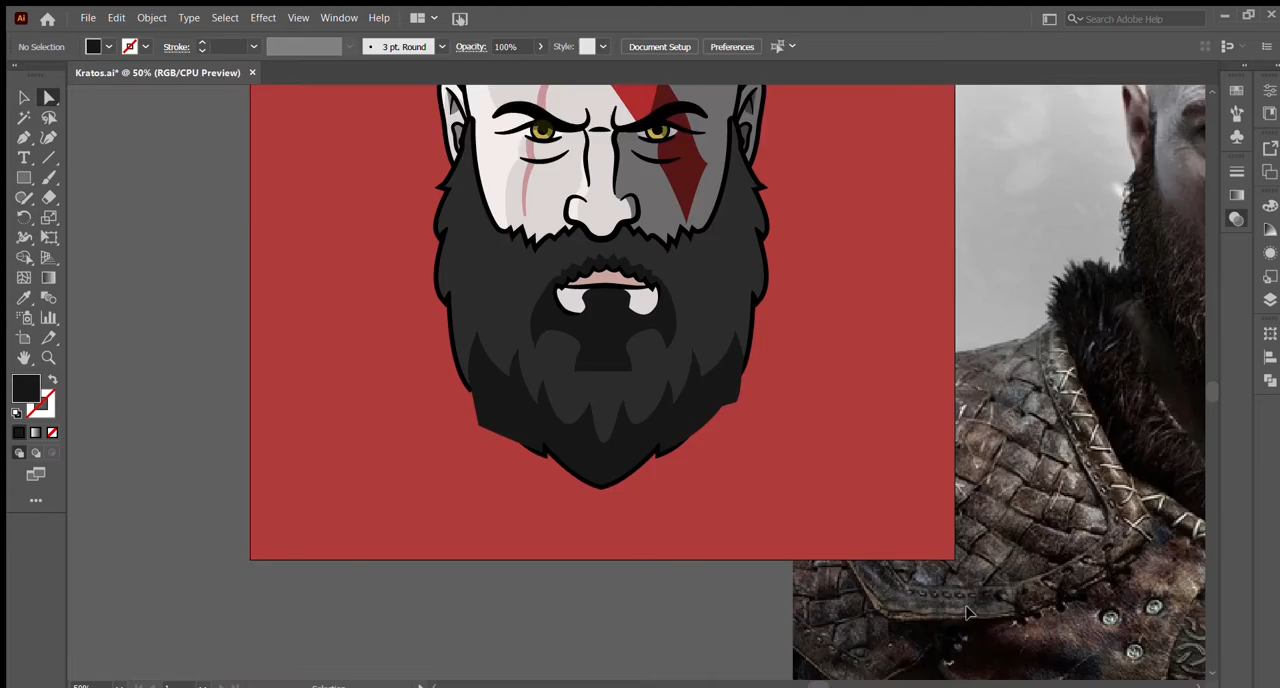 Ai File Edit Object Type Select Effect View Window Help Search Adobe Help
No Selection Stroke: 3 pt. Round Opacity: 100% Style: Document Setup Preferences
Kratos.ai* @ 50% (RGB/CPU Preview)
Selection